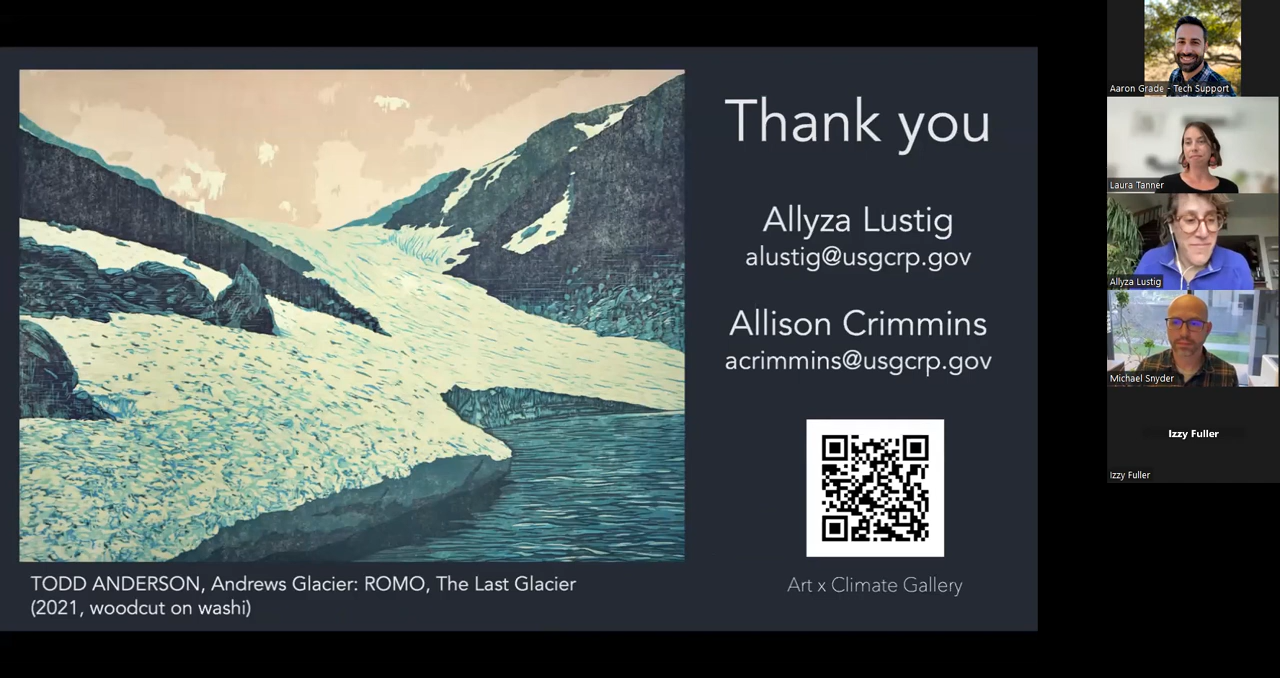 Thank you
Allyza Lustig
alustig@usgcrp.gov
Allison Crimmins
acrimmins@usgcrp.gov
Art x Climate Gallery
TODD ANDERSON, Andrews Glacier: ROMO, The Last Glacier
(2021, woodcut on washi)
Aaron Grade - Tech Support
Laura Tanner
Allyza Lustig
Michael Snyder
Izzy Fuller
Izzy Fuller